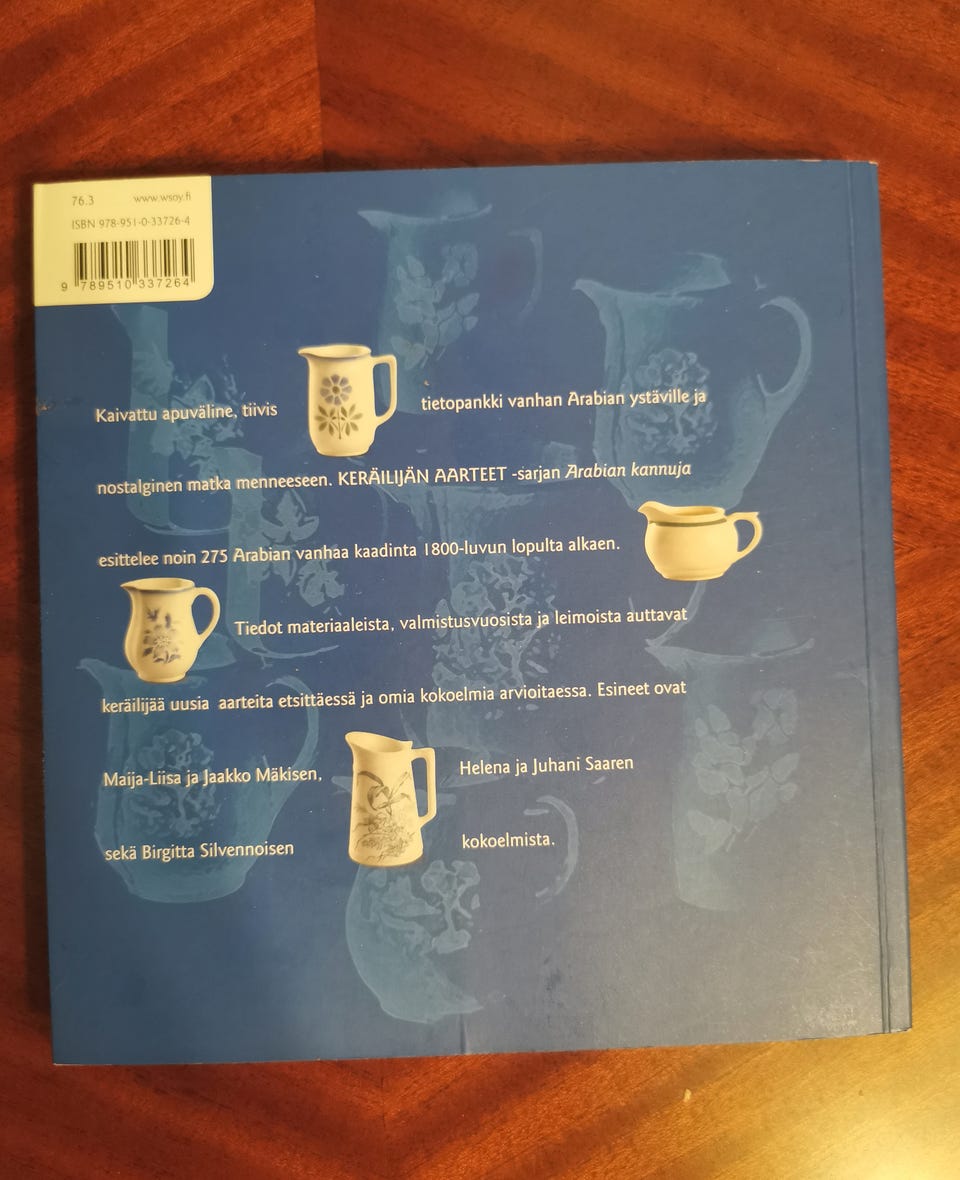 76.3 www.wsoy.fi
ISBN 978-951-0-33726-4
9 789510 337264
Kaivattu apuväline, tiivis tietopankki vanhan Arabian ystäville ja
nostalginen matka menneeseen. KERÄILIJÄN AARTEET -sarjan Arabian kannuja
esittelee noin 275 Arabian vanhaa kaadinta 1800-luvun lopulta alkaen.
Tiedot materiaaleista, valmistusvuosista ja leimoista auttavat
keräilijää uusia aarteita etsittäessä ja omia kokoelmia arvioitaessa. Esineet ovat
Maija-Liisa ja Jaakko Mäkisen, Helena ja Juhani Saaren
sekä Birgitta Silvennoisen kokoelmista.